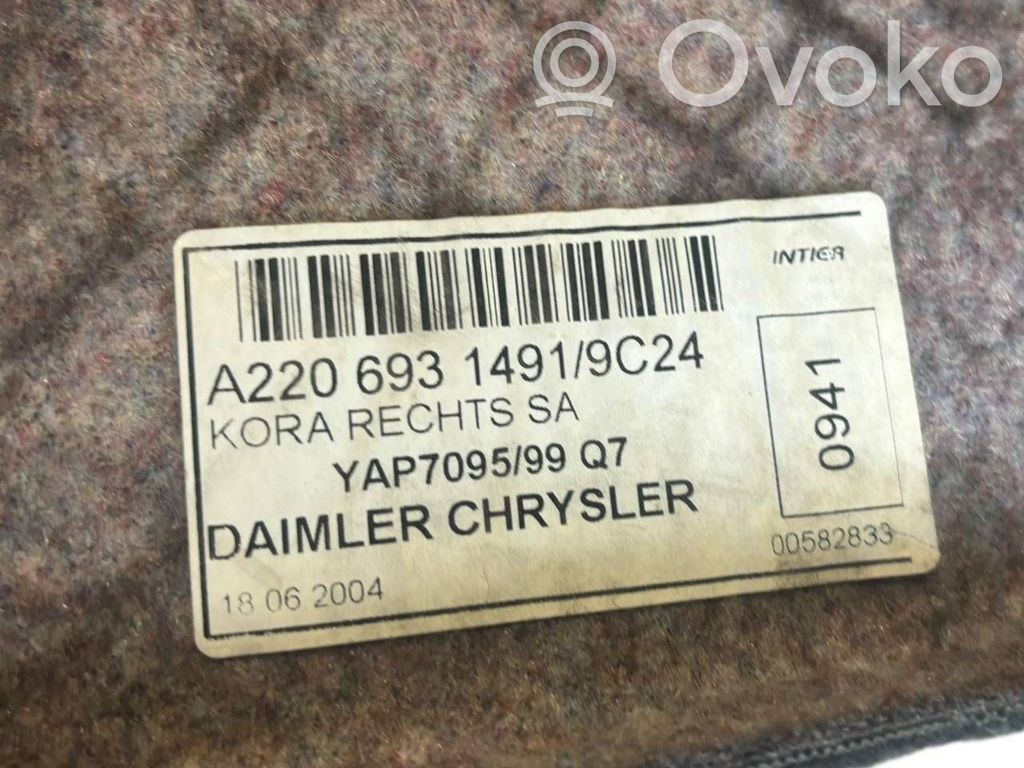 Ovoko
INTIER
A220 693 1491/9C24
KORA RECHTS SA
YAP7095/99 Q7
DAIMLER CHRYSLER
18 06 2004
0941
00582833